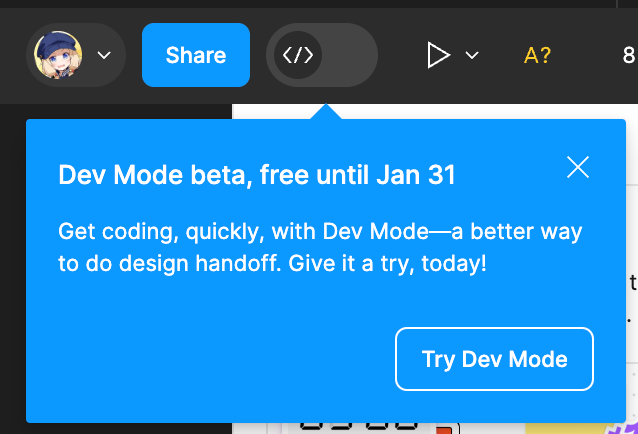 Share
</>
A?
8
Dev Mode beta, free until Jan 31
Get coding, quickly, with Dev Mode—a better way
to do design handoff. Give it a try, today!
t
.
Try Dev Mode